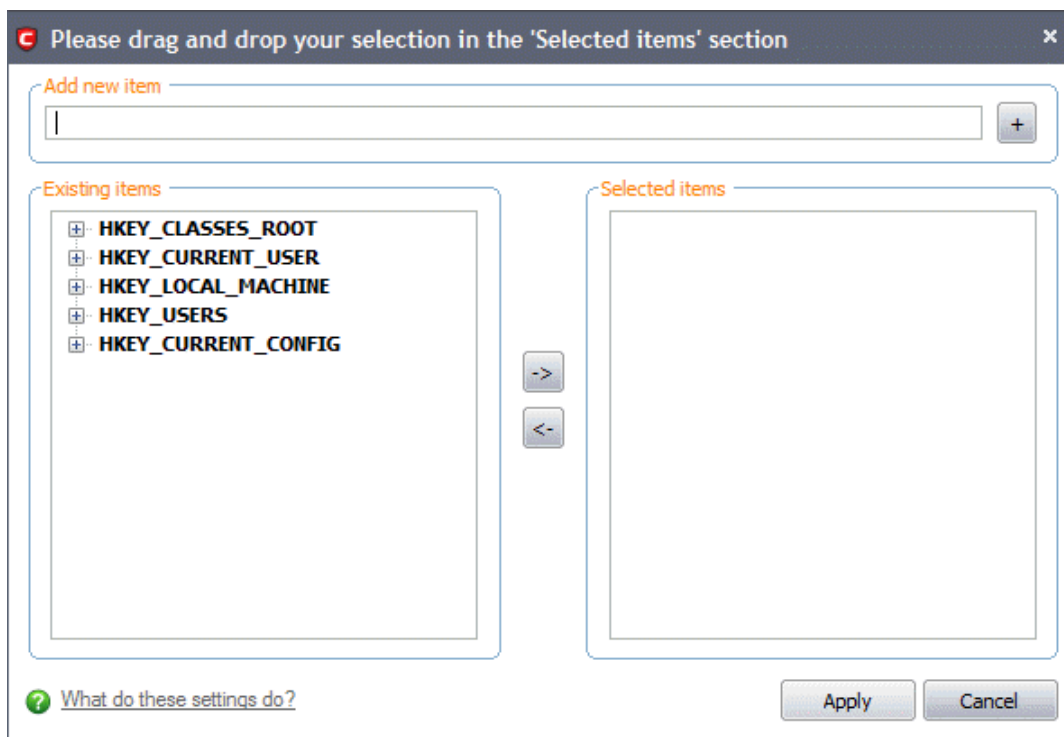 Please drag and drop your selection in the 'Selected items' section
Add new item
+
Existing items
HKEY_CLASSES_ROOT
HKEY_CURRENT_USER
HKEY_LOCAL_MACHINE
HKEY_USERS
HKEY_CURRENT_CONFIG
->
<-
Selected items
What do these settings do?
Apply
Cancel